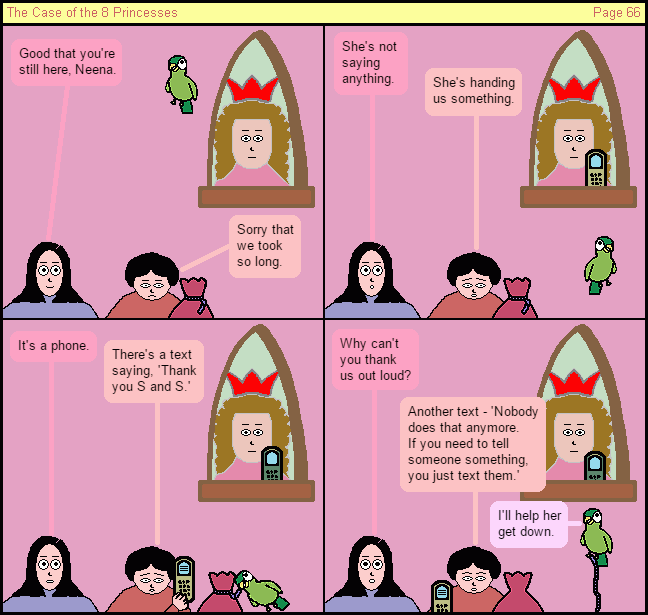 The Case of the 8 Princesses
Page 66
Good that you're
still here, Neena.
Sorry that
we took
so long.
She's not
saying
anything.
She's handing
us something.
It's a phone.
There's a text
saying, 'Thank
you S and S.'
Why can't
you thank
us out loud?
Another text - 'Nobody
does that anymore.
If you need to tell
someone something,
you just text them.'
I'll help her
get down.